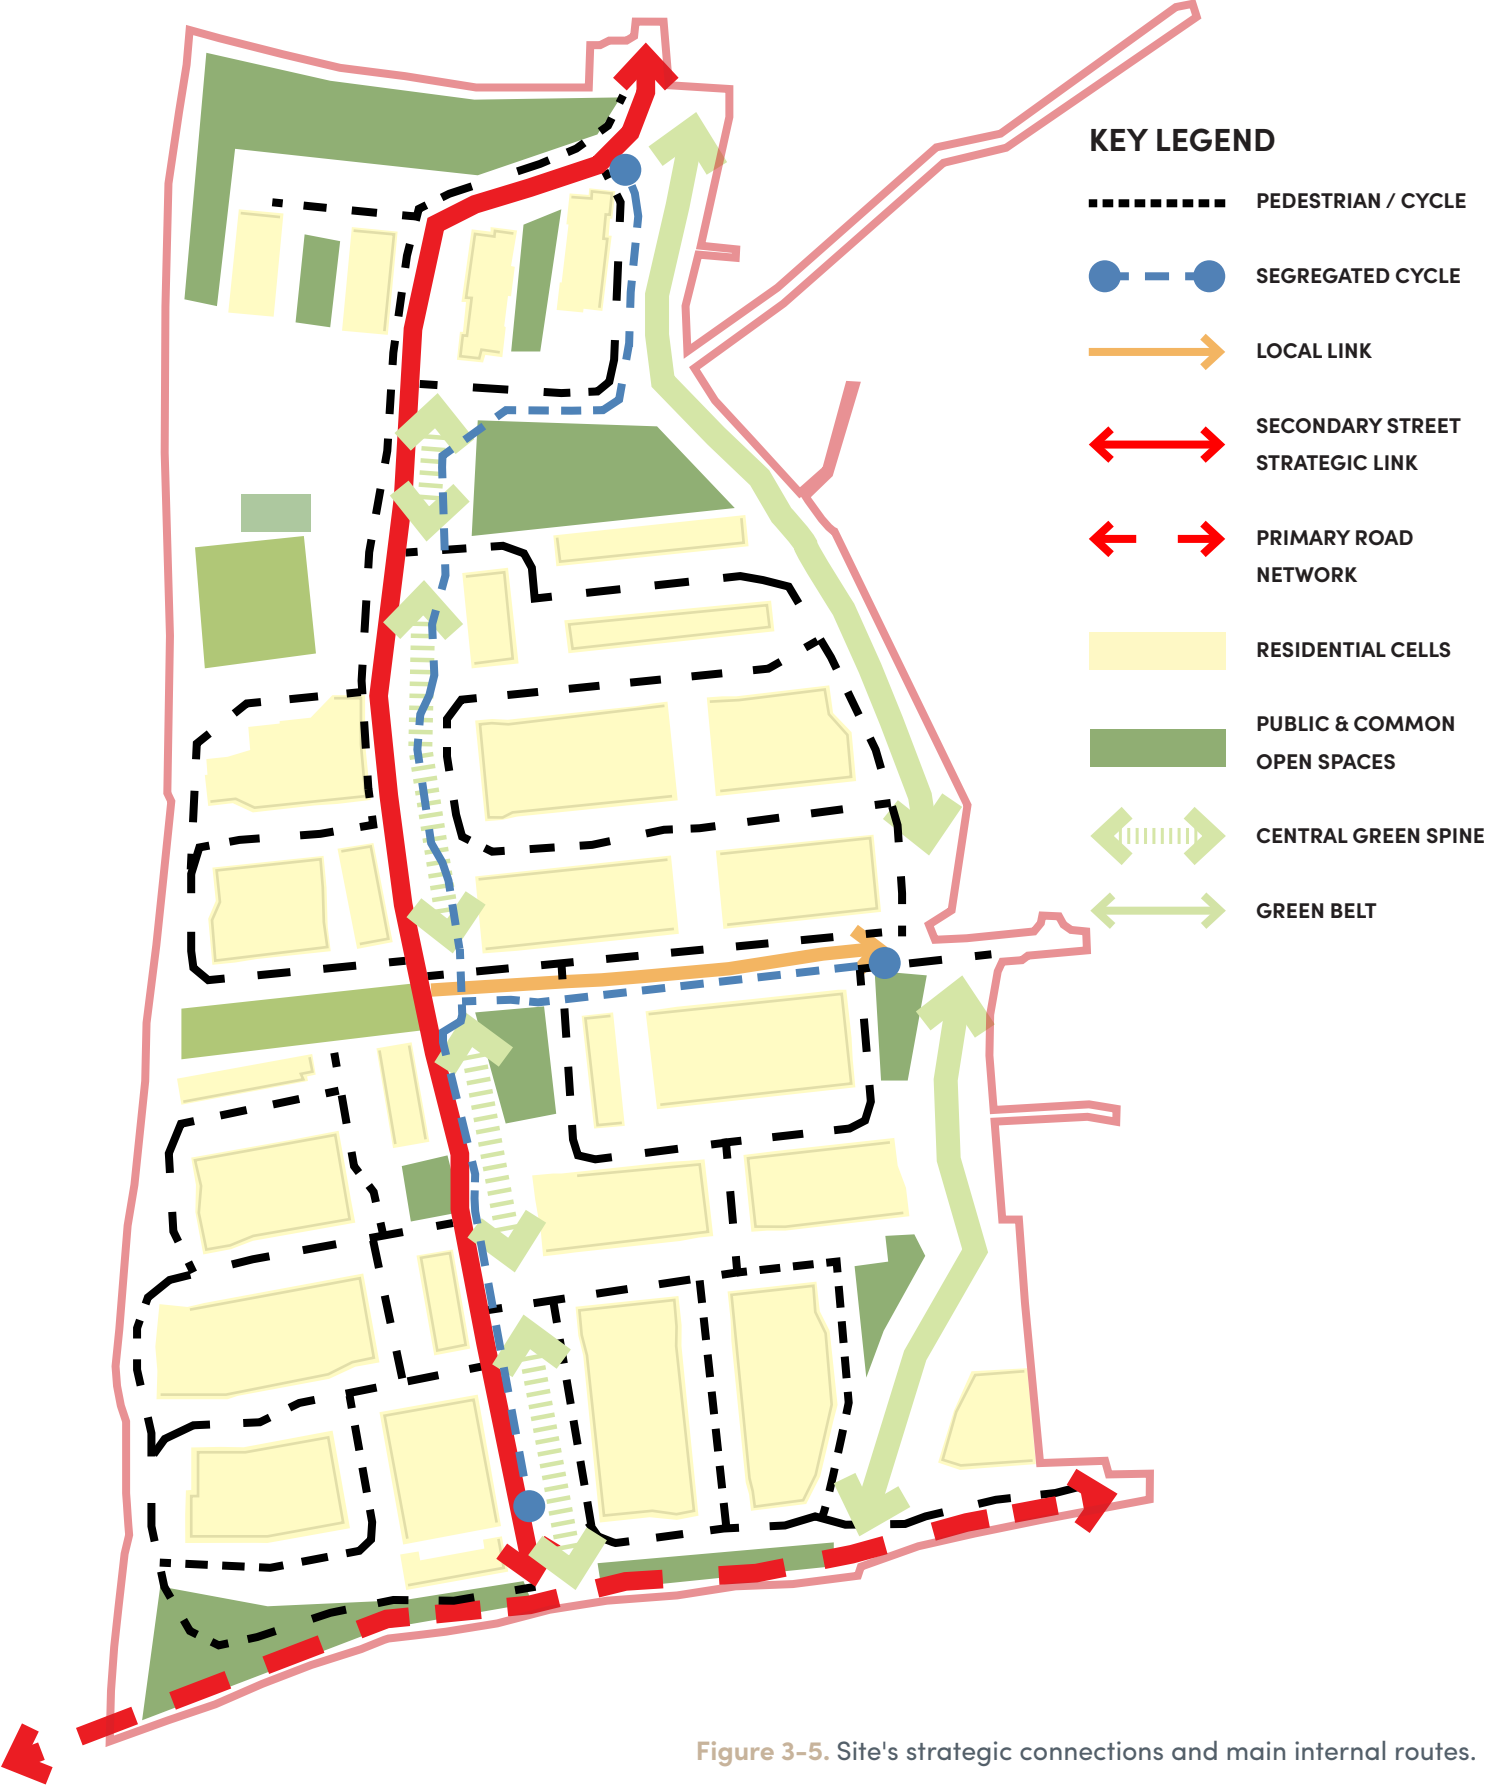 KEY LEGEND
PEDESTRIAN / CYCLE
SEGREGATED CYCLE
LOCAL LINK
SECONDARY STREET
STRATEGIC LINK
PRIMARY ROAD
NETWORK
RESIDENTIAL CELLS
PUBLIC & COMMON
OPEN SPACES
CENTRAL GREEN SPINE
GREEN BELT
Figure 3-5. Site's strategic connections and main internal routes.